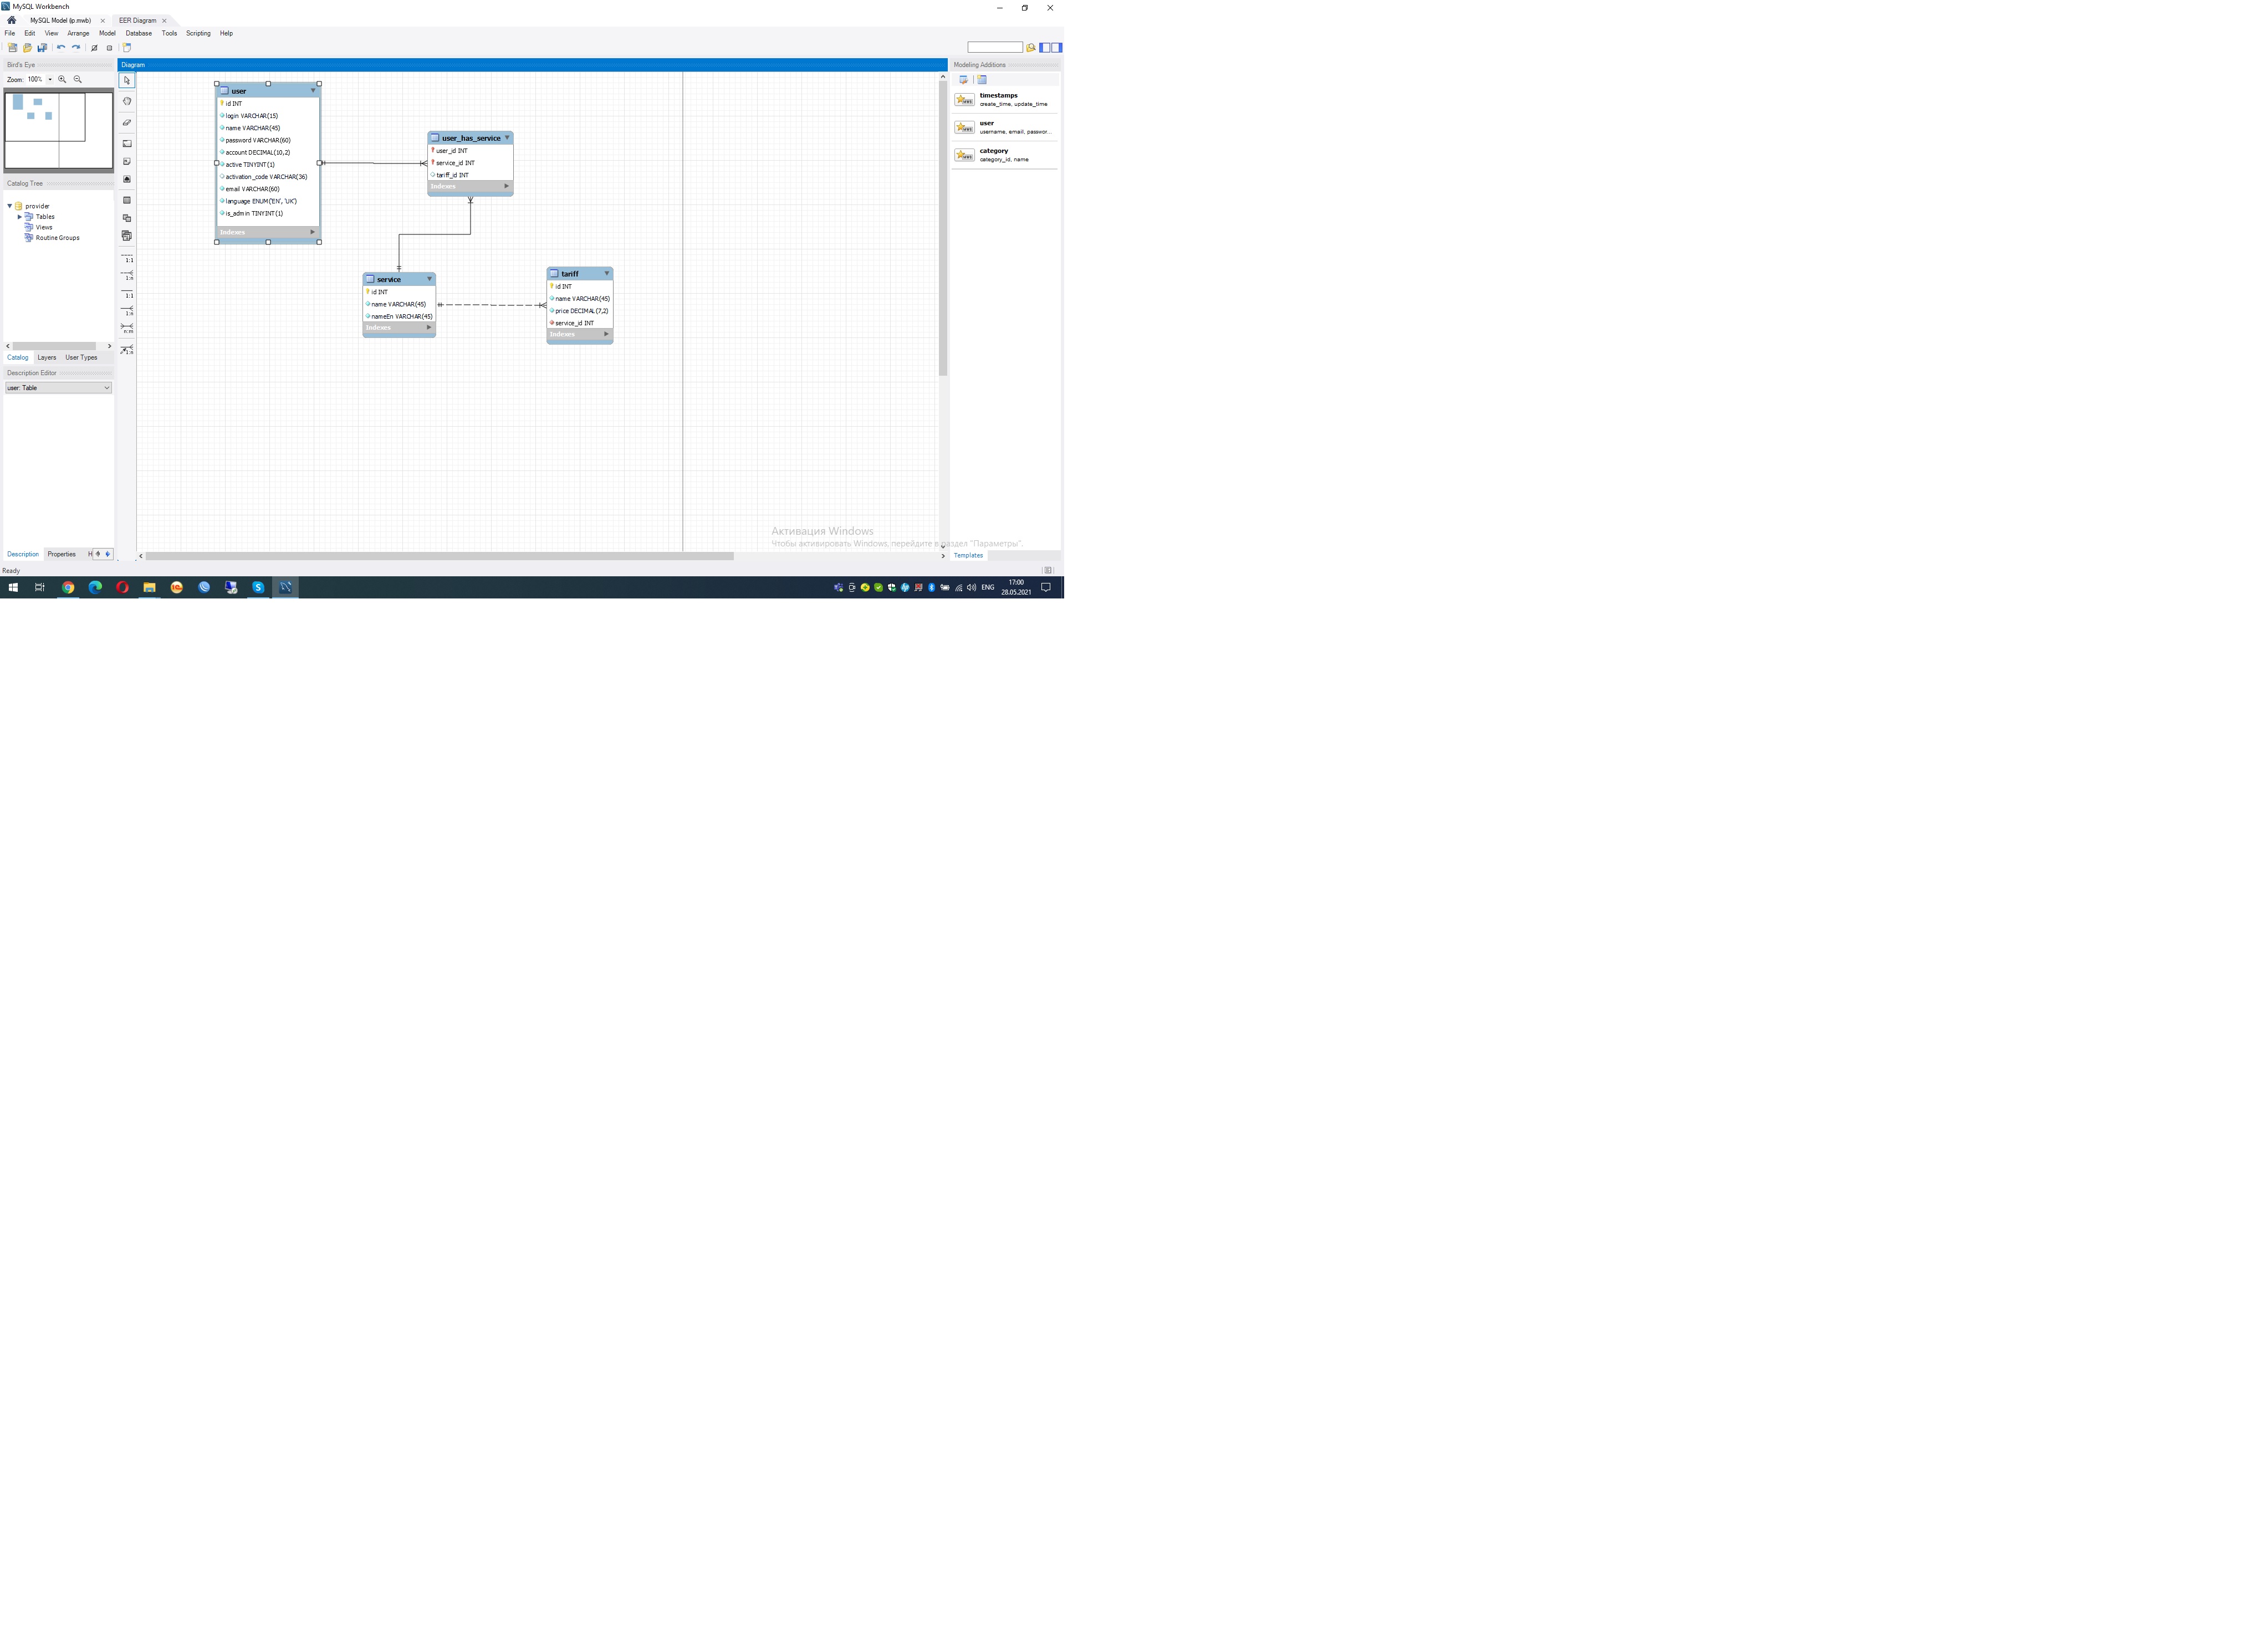 MySQL Workbench
MySQL Model (ip.mwb)
EER Diagram
File Edit View Arrange Model Database Tools Scripting Help
Bird's Eye
Zoom: 100%
Catalog Tree
provider
Tables
Views
Routine Groups
Catalog Layers User Types
Description Editor
user: Table
Description Properties H
Ready
Diagram
1:1
1:n
1:1
1:n
n:m
1:n
user
id INT
login VARCHAR(15)
name VARCHAR(45)
password VARCHAR(60)
account DECIMAL(10,2)
active TINYINT(1)
activation_code VARCHAR(36)
email VARCHAR(60)
language ENUM('EN', 'UK')
is_admin TINYINT(1)
Indexes
user_has_service
user_id INT
service_id INT
tariff_id INT
Indexes
service
id INT
name VARCHAR(45)
nameEn VARCHAR(45)
Indexes
tariff
id INT
name VARCHAR(45)
price DECIMAL(7,2)
service_id INT
Indexes
Modeling Additions
timestamps
create_time, update_time
user
username, email, passwor...
category
category_id, name
Активация Windows
Чтобы активировать Windows, перейдите в раздел "Параметры".
Templates
ENG
17:00
28.05.2021